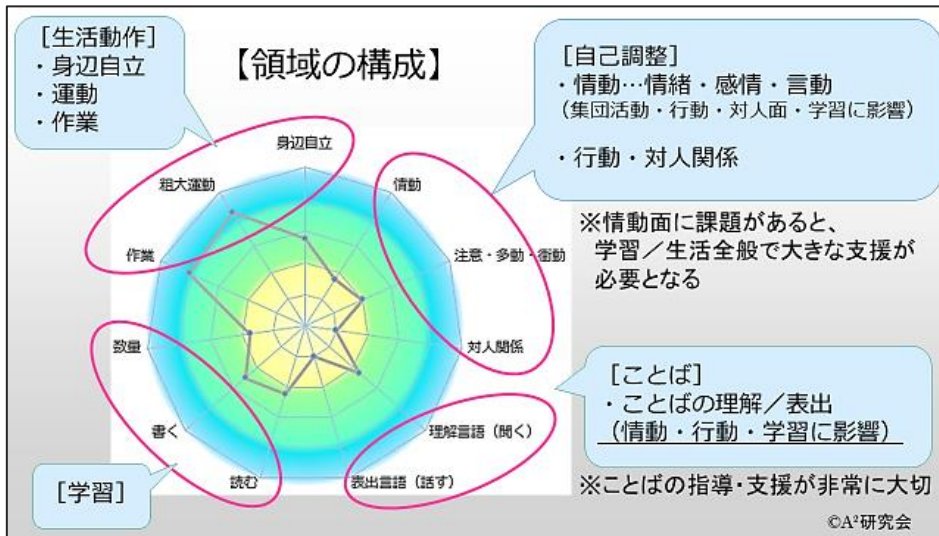 【領域の構成】
[生活動作]
・身辺自立
・運動
・作業
[自己調整]
・情動…情緒・感情・言動
（集団活動・行動・対人面・学習に影響）
・行動・対人関係
※情動面に課題があると、
学習／生活全般で大きな支援が
必要となる
身辺自立
情動
注意・多動・衝動
対人関係
理解言語（聞く）
表出言語（話す）
読む
書く
数量
作業
粗大運動
[ことば]
・ことばの理解／表出
（情動・行動・学習に影響）
※ことばの指導・支援が非常に大切
[学習]
©A²研究会